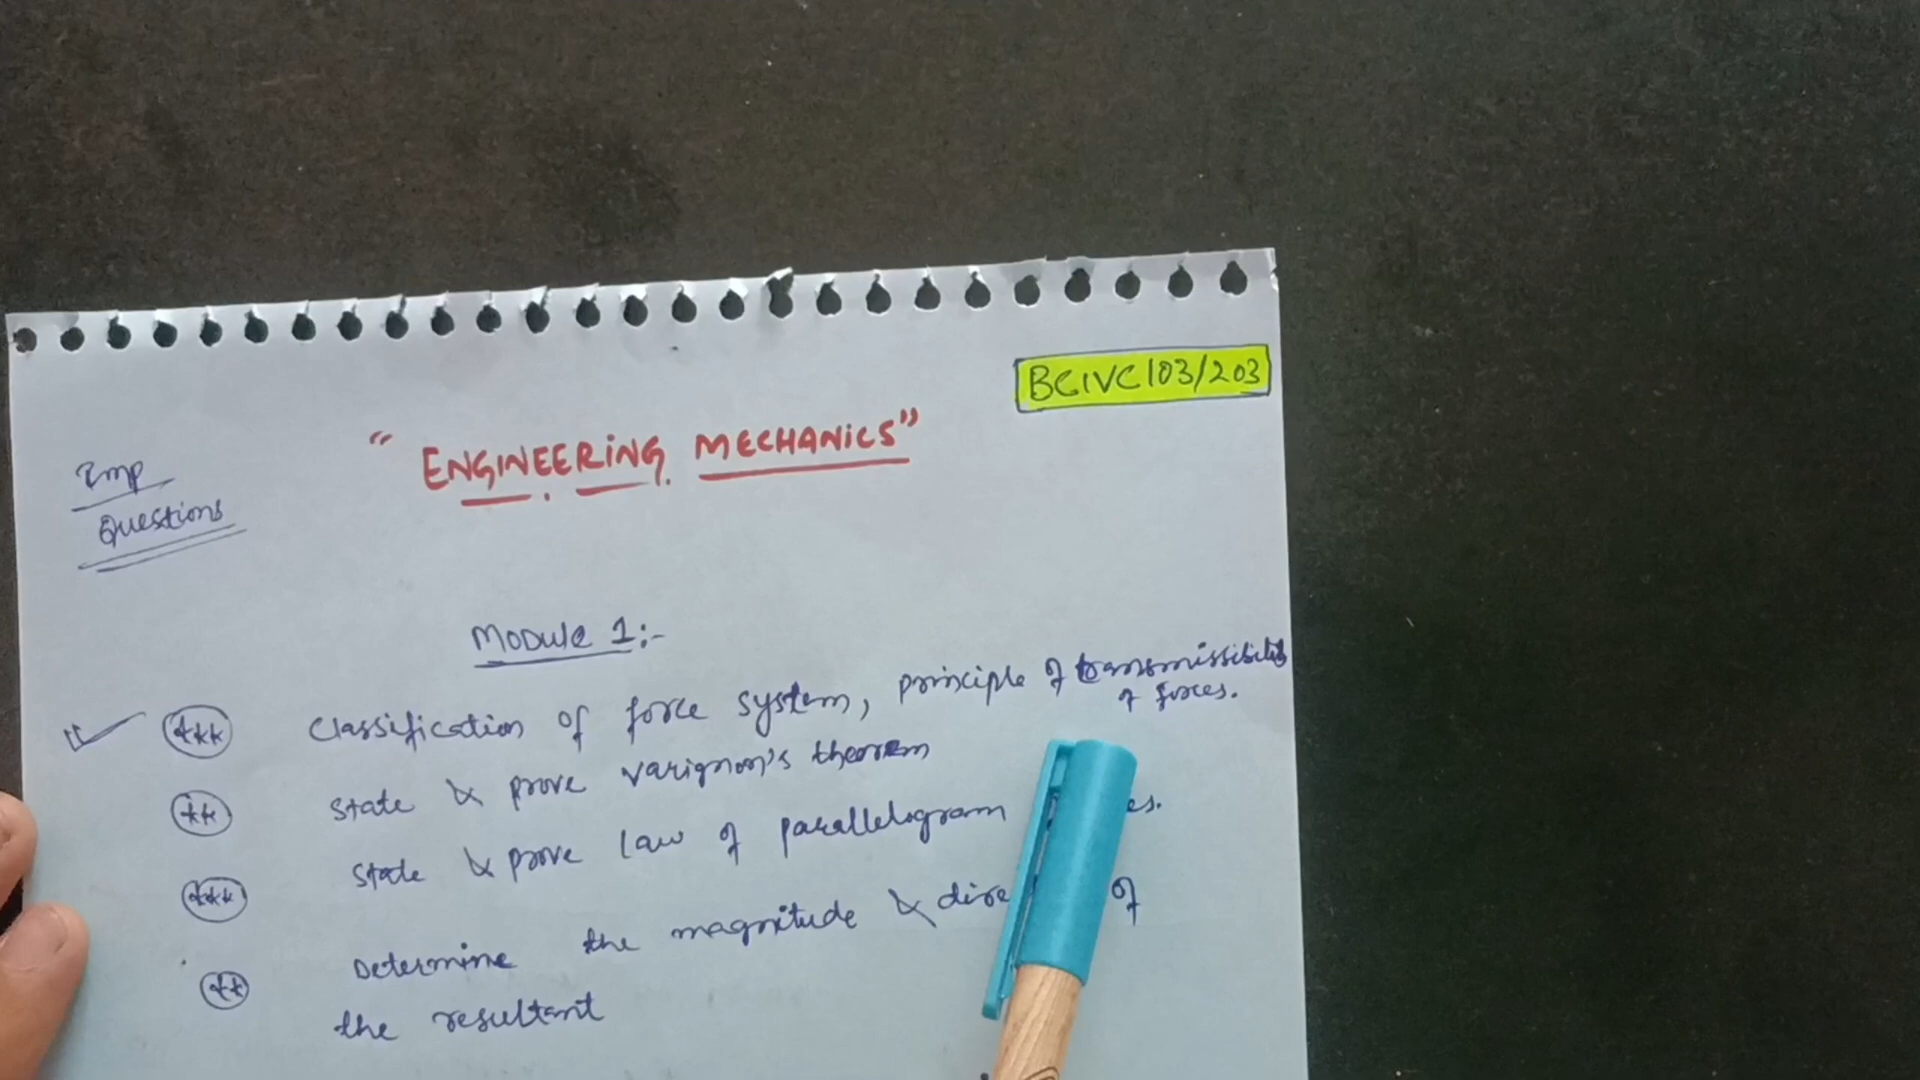 BCIVC103/203
"ENGINEERING MECHANICS"
Imp
Questions
Module 1:-
*** classification of force system, principle of transmissibility
of forces.
** state & prove varignon's theorem
*** state & prove law of parallelogram es.
** Determine the magnitude & dire of
the resultant